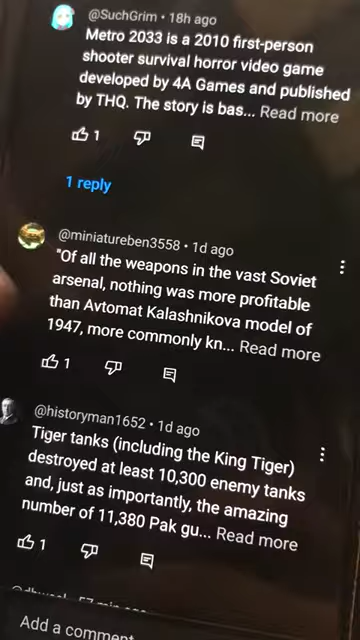 @SuchGrim • 18h ago
Metro 2033 is a 2010 first-person
shooter survival horror video game
developed by 4A Games and published
by THQ. The story is bas... Read more
1
1 reply
@miniatureben3558 • 1d ago
"Of all the weapons in the vast Soviet
arsenal, nothing was more profitable
than Avtomat Kalashnikova model of
1947, more commonly kn... Read more
1
@historyman1652 • 1d ago
Tiger tanks (including the King Tiger)
destroyed at least 10,300 enemy tanks
and, just as importantly, the amazing
number of 11,380 Pak gu... Read more
1
Add a comment